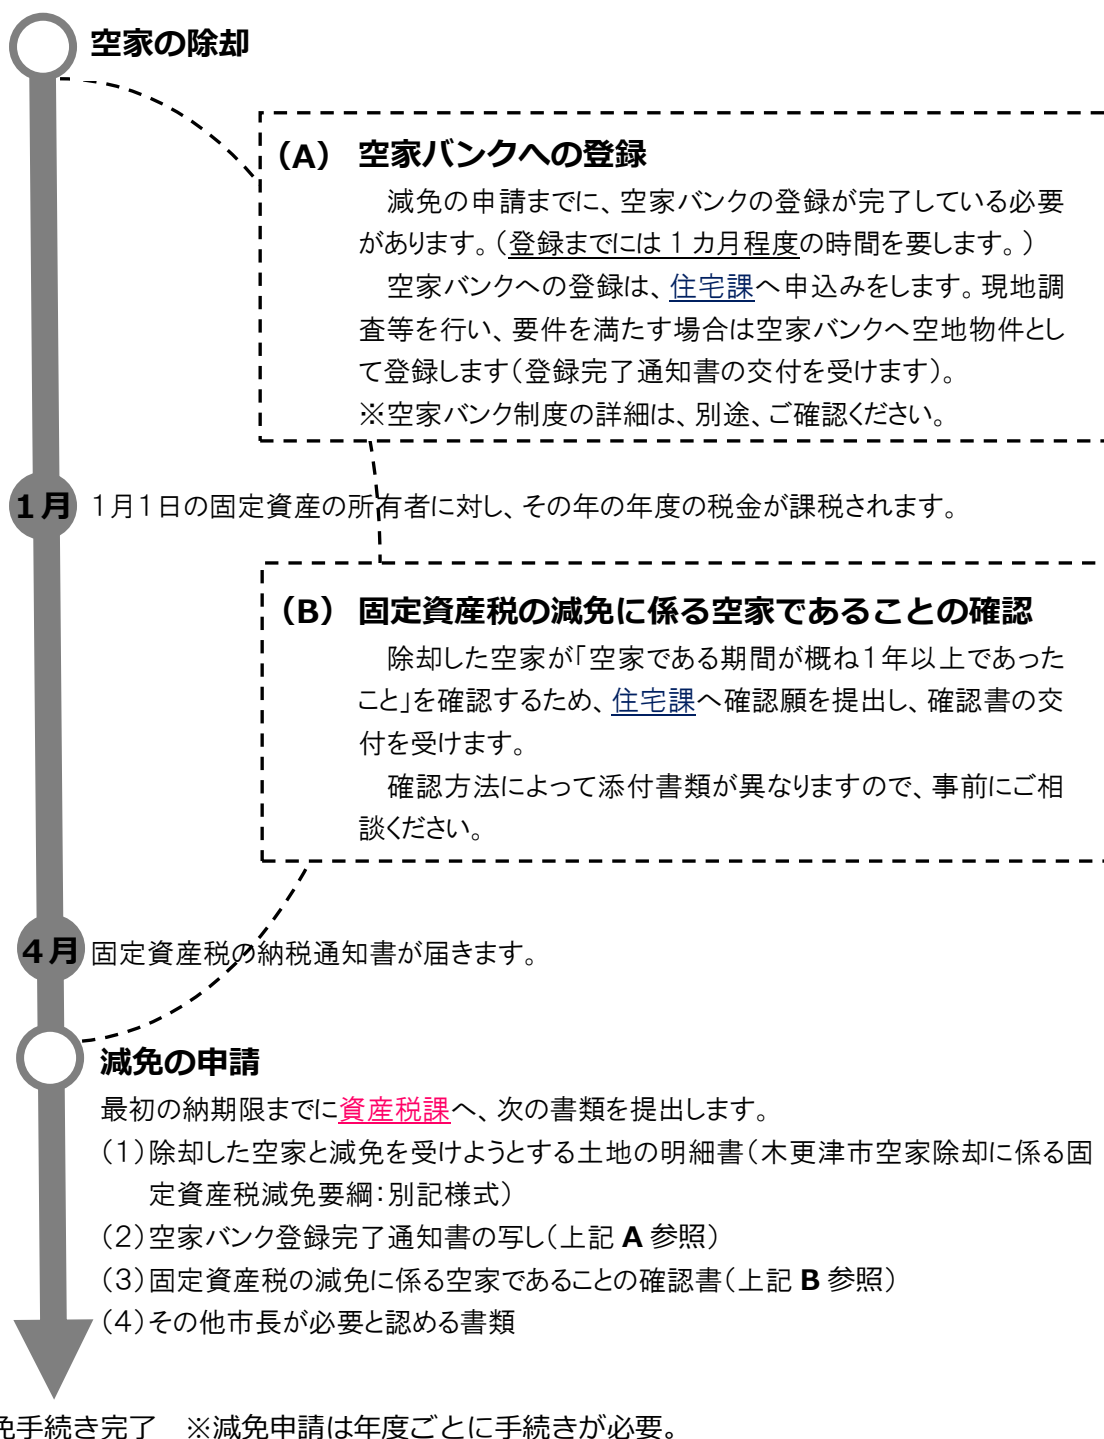 空家の除却
（A） 空家バンクへの登録
減免の申請までに、空家バンクの登録が完了している必要
があります。（登録までには１カ月程度の時間を要します。）
空家バンクへの登録は、住宅課へ申込みをします。現地調
査等を行い、要件を満たす場合は空家バンクへ空地物件とし
て登録します（登録完了通知書の交付を受けます）。
※空家バンク制度の詳細は、別途、ご確認ください。
１月 １月１日の固定資産の所有者に対し、その年の年度の税金が課税されます。
（B） 固定資産税の減免に係る空家であることの確認
除却した空家が「空家である期間が概ね１年以上であった
こと」を確認するため、住宅課へ確認願を提出し、確認書の交
付を受けます。
確認方法によって添付書類が異なりますので、事前にご相
談ください。
４月 固定資産税の納税通知書が届きます。
減免の申請
最初の納期限までに資産税課へ、次の書類を提出します。
（１）除却した空家と減免を受けようとする土地の明細書（木更津市空家除却に係る固
定資産税減免要綱：別記様式）
（２）空家バンク登録完了通知書の写し（上記 A 参照）
（３）固定資産税の減免に係る空家であることの確認書（上記 B 参照）
（４）その他市長が必要と認める書類
免手続き完了　※減免申請は年度ごとに手続きが必要。